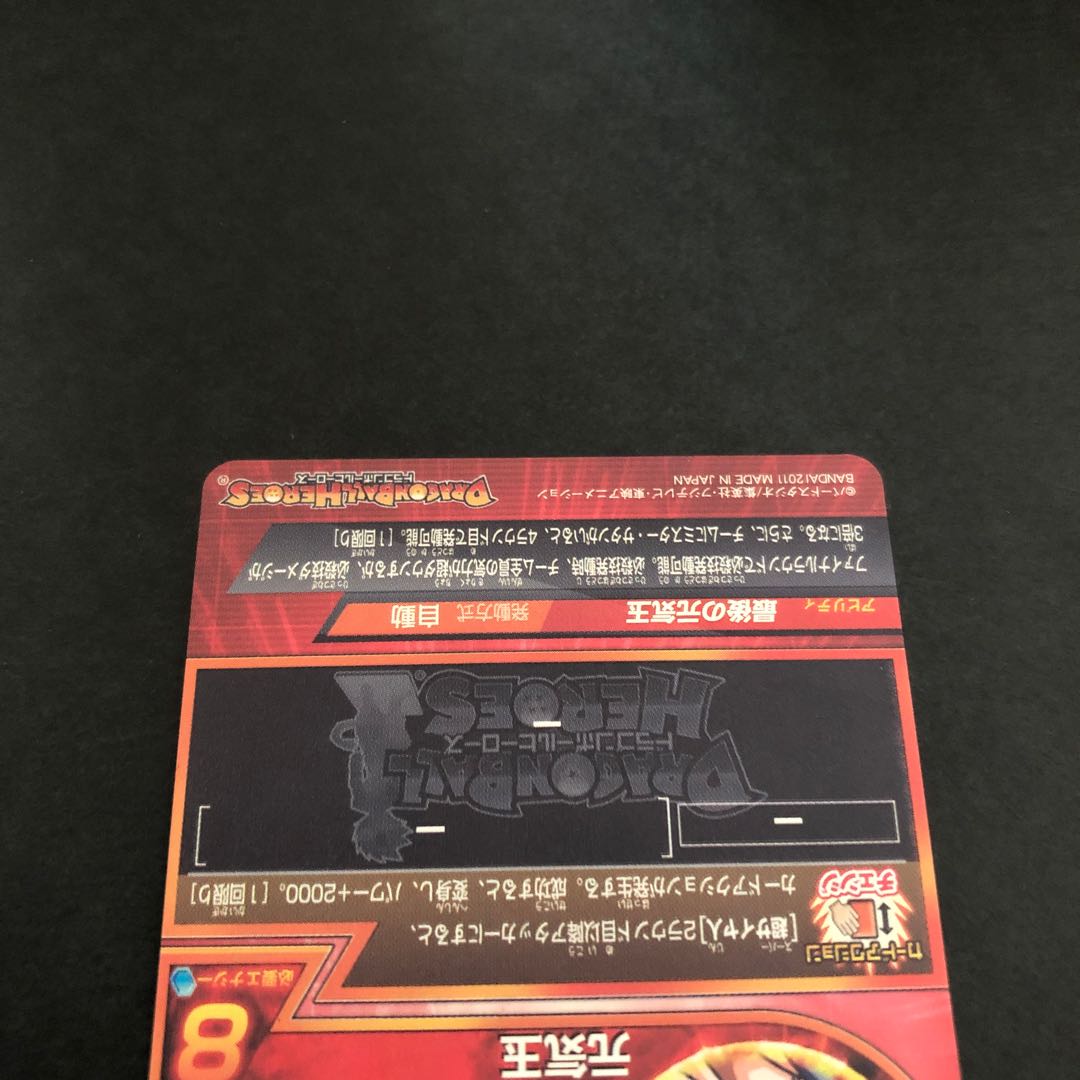 元気玉
8
必要エナジー
カードアクション
チェンジ
[超サイヤ人]2ラウンド目以降アタッカーにすると、
カードアクションが発生する。成功すると、変身し、パワー+2000。[1回限り]
DRAGONBALL
ドラゴンボールヒーローズ
HEROES®
アビリティ
最後の元気玉
発動方式 自動
ファイナルラウンドで必殺技発動可能。必殺技発動時、チーム全員の気力が超ダウンするが、必殺技ダメージが
3倍になる。さらに、チームにミスター・サタンがいると、4ラウンド目で発動可能。[1回限り]
©バードスタジオ/集英社・フジテレビ・東映アニメーション
BANDAI 2011 MADE IN JAPAN
DRAGONBALL HEROES®
ドラゴンボールヒーローズ